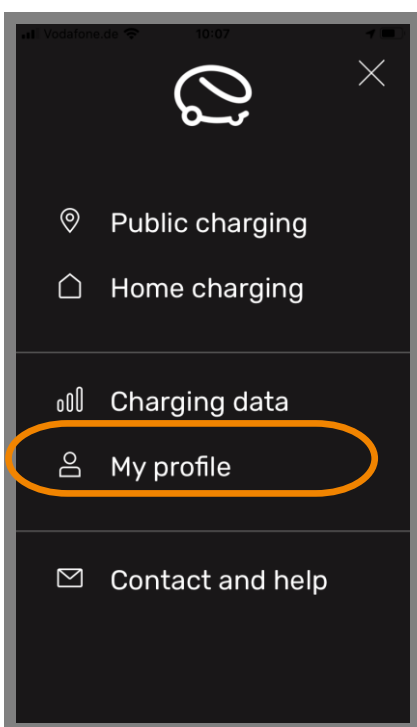 Vodafone.de 10:07
Public charging
Home charging
Charging data
My profile
Contact and help